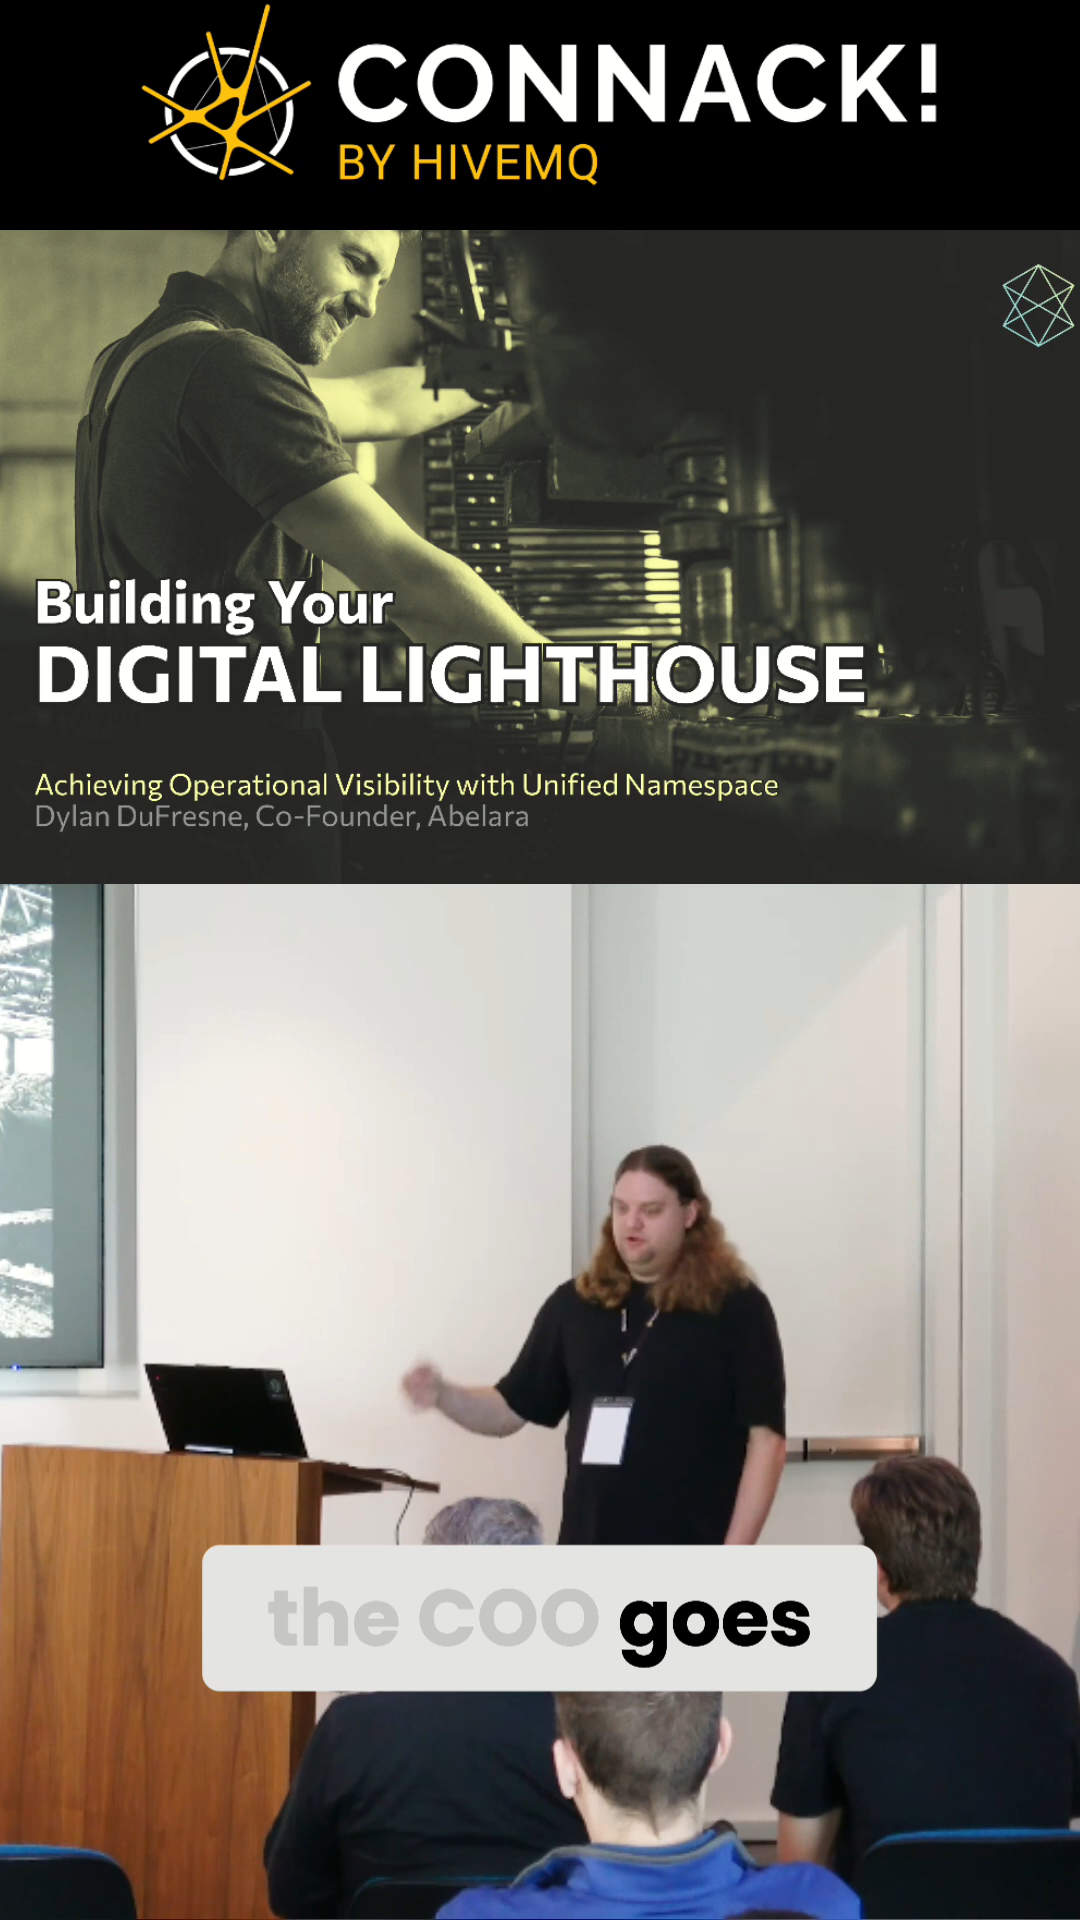 CONNACK!
BY HIVEMQ
Building Your
DIGITAL LIGHTHOUSE
Achieving Operational Visibility with Unified Namespace
Dylan DuFresne, Co-Founder, Abelara
the COO goes